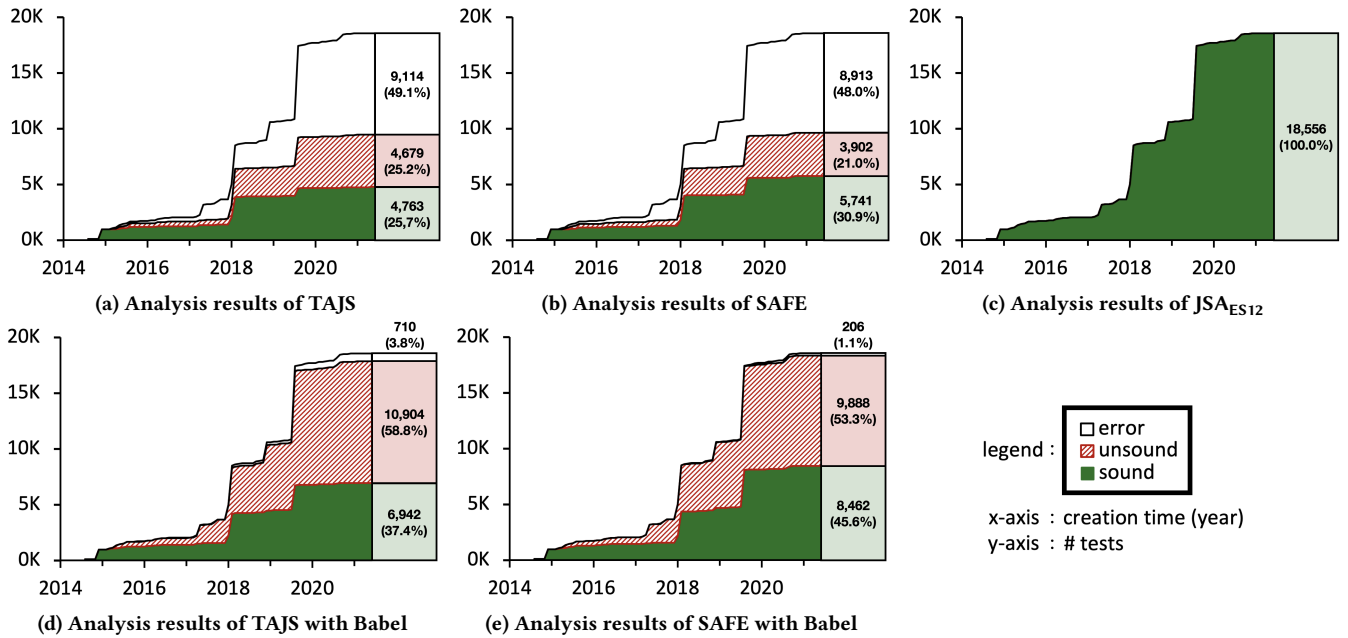 20K
15K
10K
5K
0K
2014 2016 2018 2020
9,114
(49.1%)
4,679
(25.2%)
4,763
(25,7%)
(a) Analysis results of TAJS
20K
15K
10K
5K
0K
2014 2016 2018 2020
8,913
(48.0%)
3,902
(21.0%)
5,741
(30.9%)
(b) Analysis results of SAFE
20K
15K
10K
5K
0K
2014 2016 2018 2020
18,556
(100.0%)
(c) Analysis results of JSAES12
20K
15K
10K
5K
0K
2014 2016 2018 2020
710
(3.8%)
10,904
(58.8%)
6,942
(37.4%)
(d) Analysis results of TAJS with Babel
20K
15K
10K
5K
0K
2014 2016 2018 2020
206
(1.1%)
9,888
(53.3%)
8,462
(45.6%)
(e) Analysis results of SAFE with Babel
legend :
error
unsound
sound
x-axis : creation time (year)
y-axis : # tests